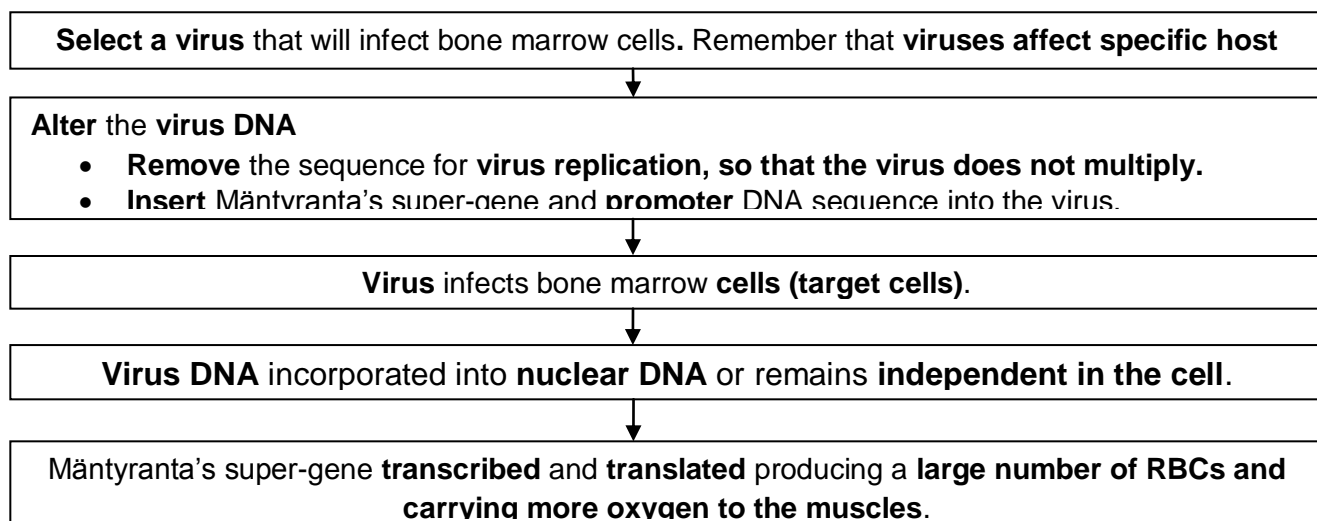 Select a virus that will infect bone marrow cells. Remember that viruses affect specific host
Alter the virus DNA
• Remove the sequence for virus replication, so that the virus does not multiply.
• Insert Mäntyranta's super-gene and promoter DNA sequence into the virus.
Virus infects bone marrow cells (target cells).
Virus DNA incorporated into nuclear DNA or remains independent in the cell.
Mäntyranta's super-gene transcribed and translated producing a large number of RBCs and
carrying more oxygen to the muscles.